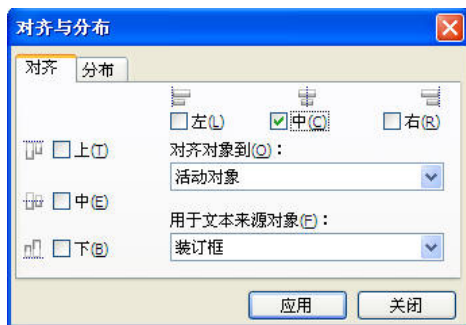 对齐与分布
对齐 分布
左(L) 中(C) 右(R)
上(T) 对齐对象到(O)：
活动对象
中(E)
用于文本来源对象(F)：
下(B) 装订框
应用 关闭